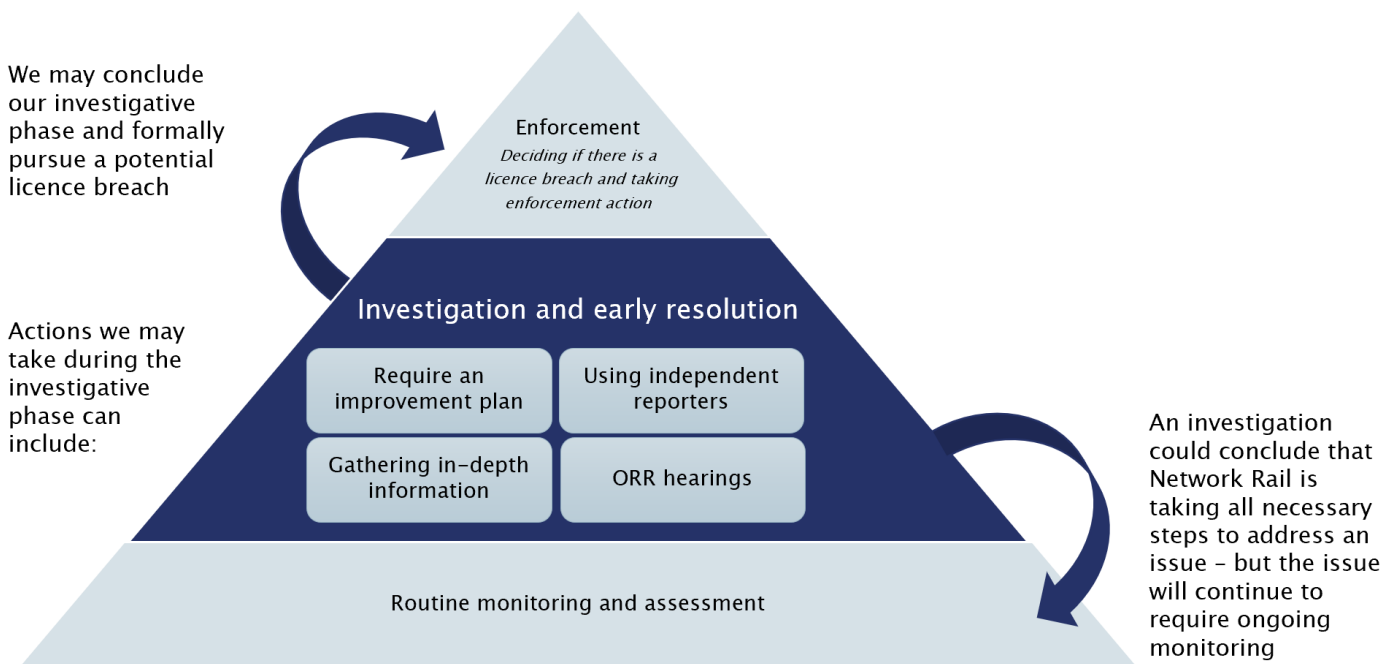 We may conclude
our investigative
phase and formally
pursue a potential
licence breach
Enforcement
Deciding if there is a
licence breach and taking
enforcement action
Investigation and early resolution
Actions we may
take during the
investigative
phase can
include:
Require an
improvement plan
Using independent
reporters
Gathering in-depth
information
ORR hearings
An investigation
could conclude that
Network Rail is
taking all necessary
steps to address an
issue – but the issue
will continue to
require ongoing
monitoring
Routine monitoring and assessment